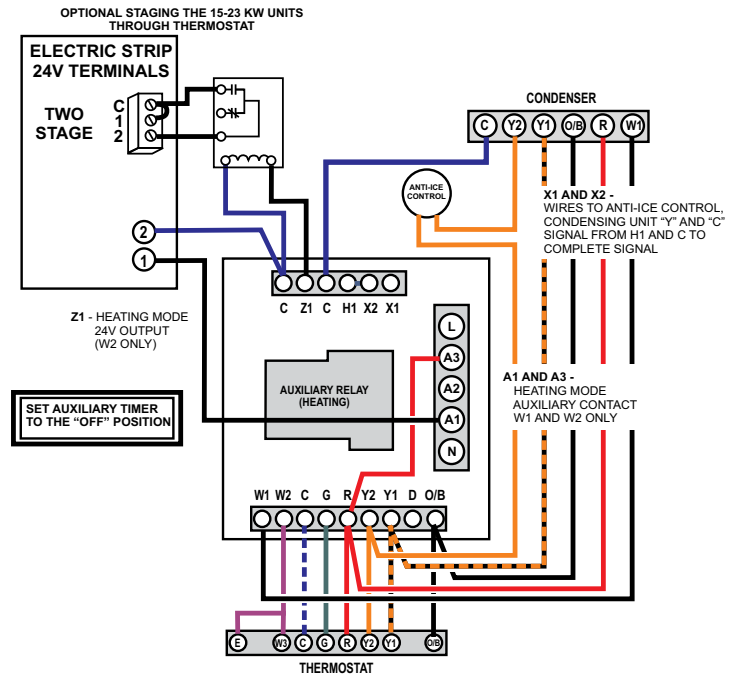 OPTIONAL STAGING THE 15-23 KW UNITS
THROUGH THERMOSTAT
ELECTRIC STRIP
24V TERMINALS
TWO
STAGE
C
1
2
2
1
CONDENSER
C Y2 Y1 O/B R W1
ANTI-ICE
CONTROL
X1 AND X2 -
WIRES TO ANTI-ICE CONTROL,
CONDENSING UNIT “Y” AND “C”
SIGNAL FROM H1 AND C TO
COMPLETE SIGNAL
C Z1 C H1 X2 X1
Z1 - HEATING MODE
24V OUTPUT
(W2 ONLY)
L
A3
A2
A1
N
AUXILIARY RELAY
(HEATING)
A1 AND A3 -
HEATING MODE
AUXILIARY CONTACT
W1 AND W2 ONLY
SET AUXILIARY TIMER
TO THE “OFF” POSITION
W1 W2 C G R Y2 Y1 D O/B
E W3 C G R Y2 Y1 O/B
THERMOSTAT